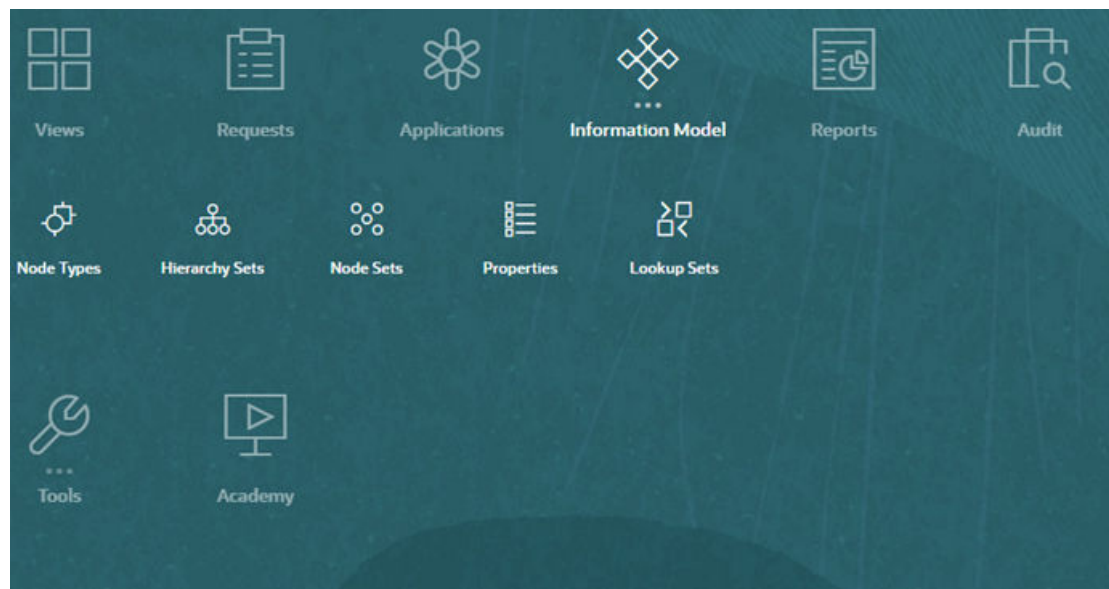 Views Requests Applications Information Model Reports Audit
Node Types Hierarchy Sets Node Sets Properties Lookup Sets
Tools Academy